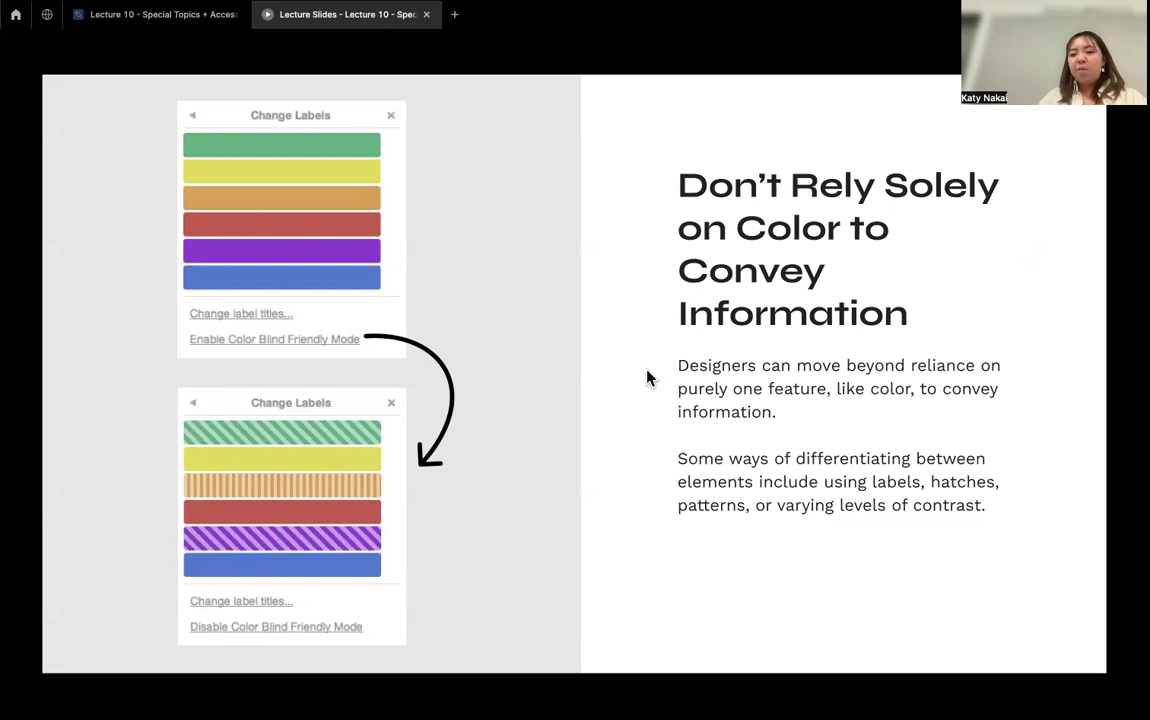 Lecture 10 - Special Topics + Acces
Lecture Slides - Lecture 10 - Spec
Katy Nakai
Change Labels
Change label titles...
Enable Color Blind Friendly Mode
Change Labels
Change label titles...
Disable Color Blind Friendly Mode
Don't Rely Solely
on Color to
Convey
Information
Designers can move beyond reliance on
purely one feature, like color, to convey
information.
Some ways of differentiating between
elements include using labels, hatches,
patterns, or varying levels of contrast.